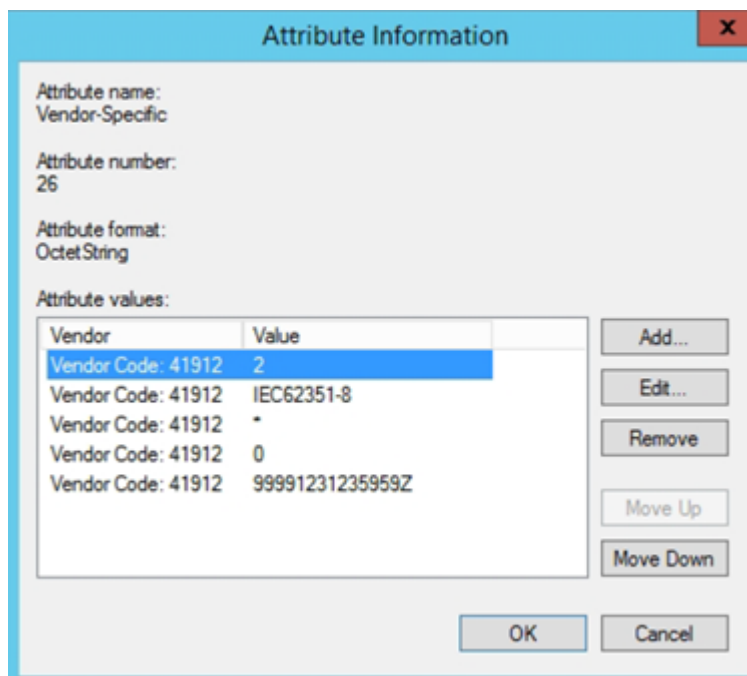 Attribute Information
x
Attribute name:
Vendor-Specific
Attribute number:
26
Attribute format:
OctetString
Attribute values:
Vendor Value
Vendor Code: 41912 2
Vendor Code: 41912 IEC62351-8
Vendor Code: 41912 *
Vendor Code: 41912 0
Vendor Code: 41912 99991231235959Z
Add...
Edit...
Remove
Move Up
Move Down
OK Cancel